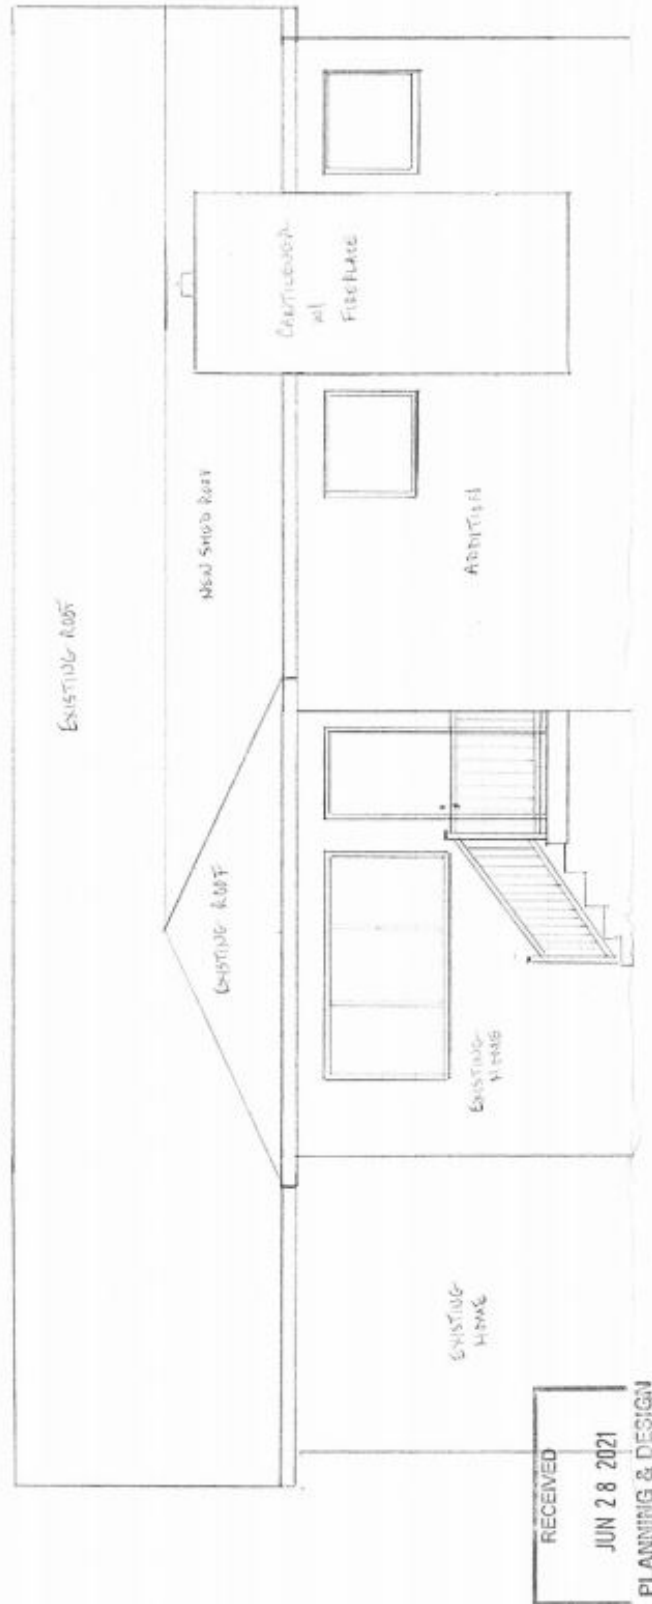 EXISTING ROOF
NEW SHED ROOF
EXISTING ROOF
CANTILEVER
w/
FIREPLACE
ADDITION
EXISTING
HOME
EXISTING
HOME
RECEIVED
JUN 28 2021
PLANNING & DESIGN